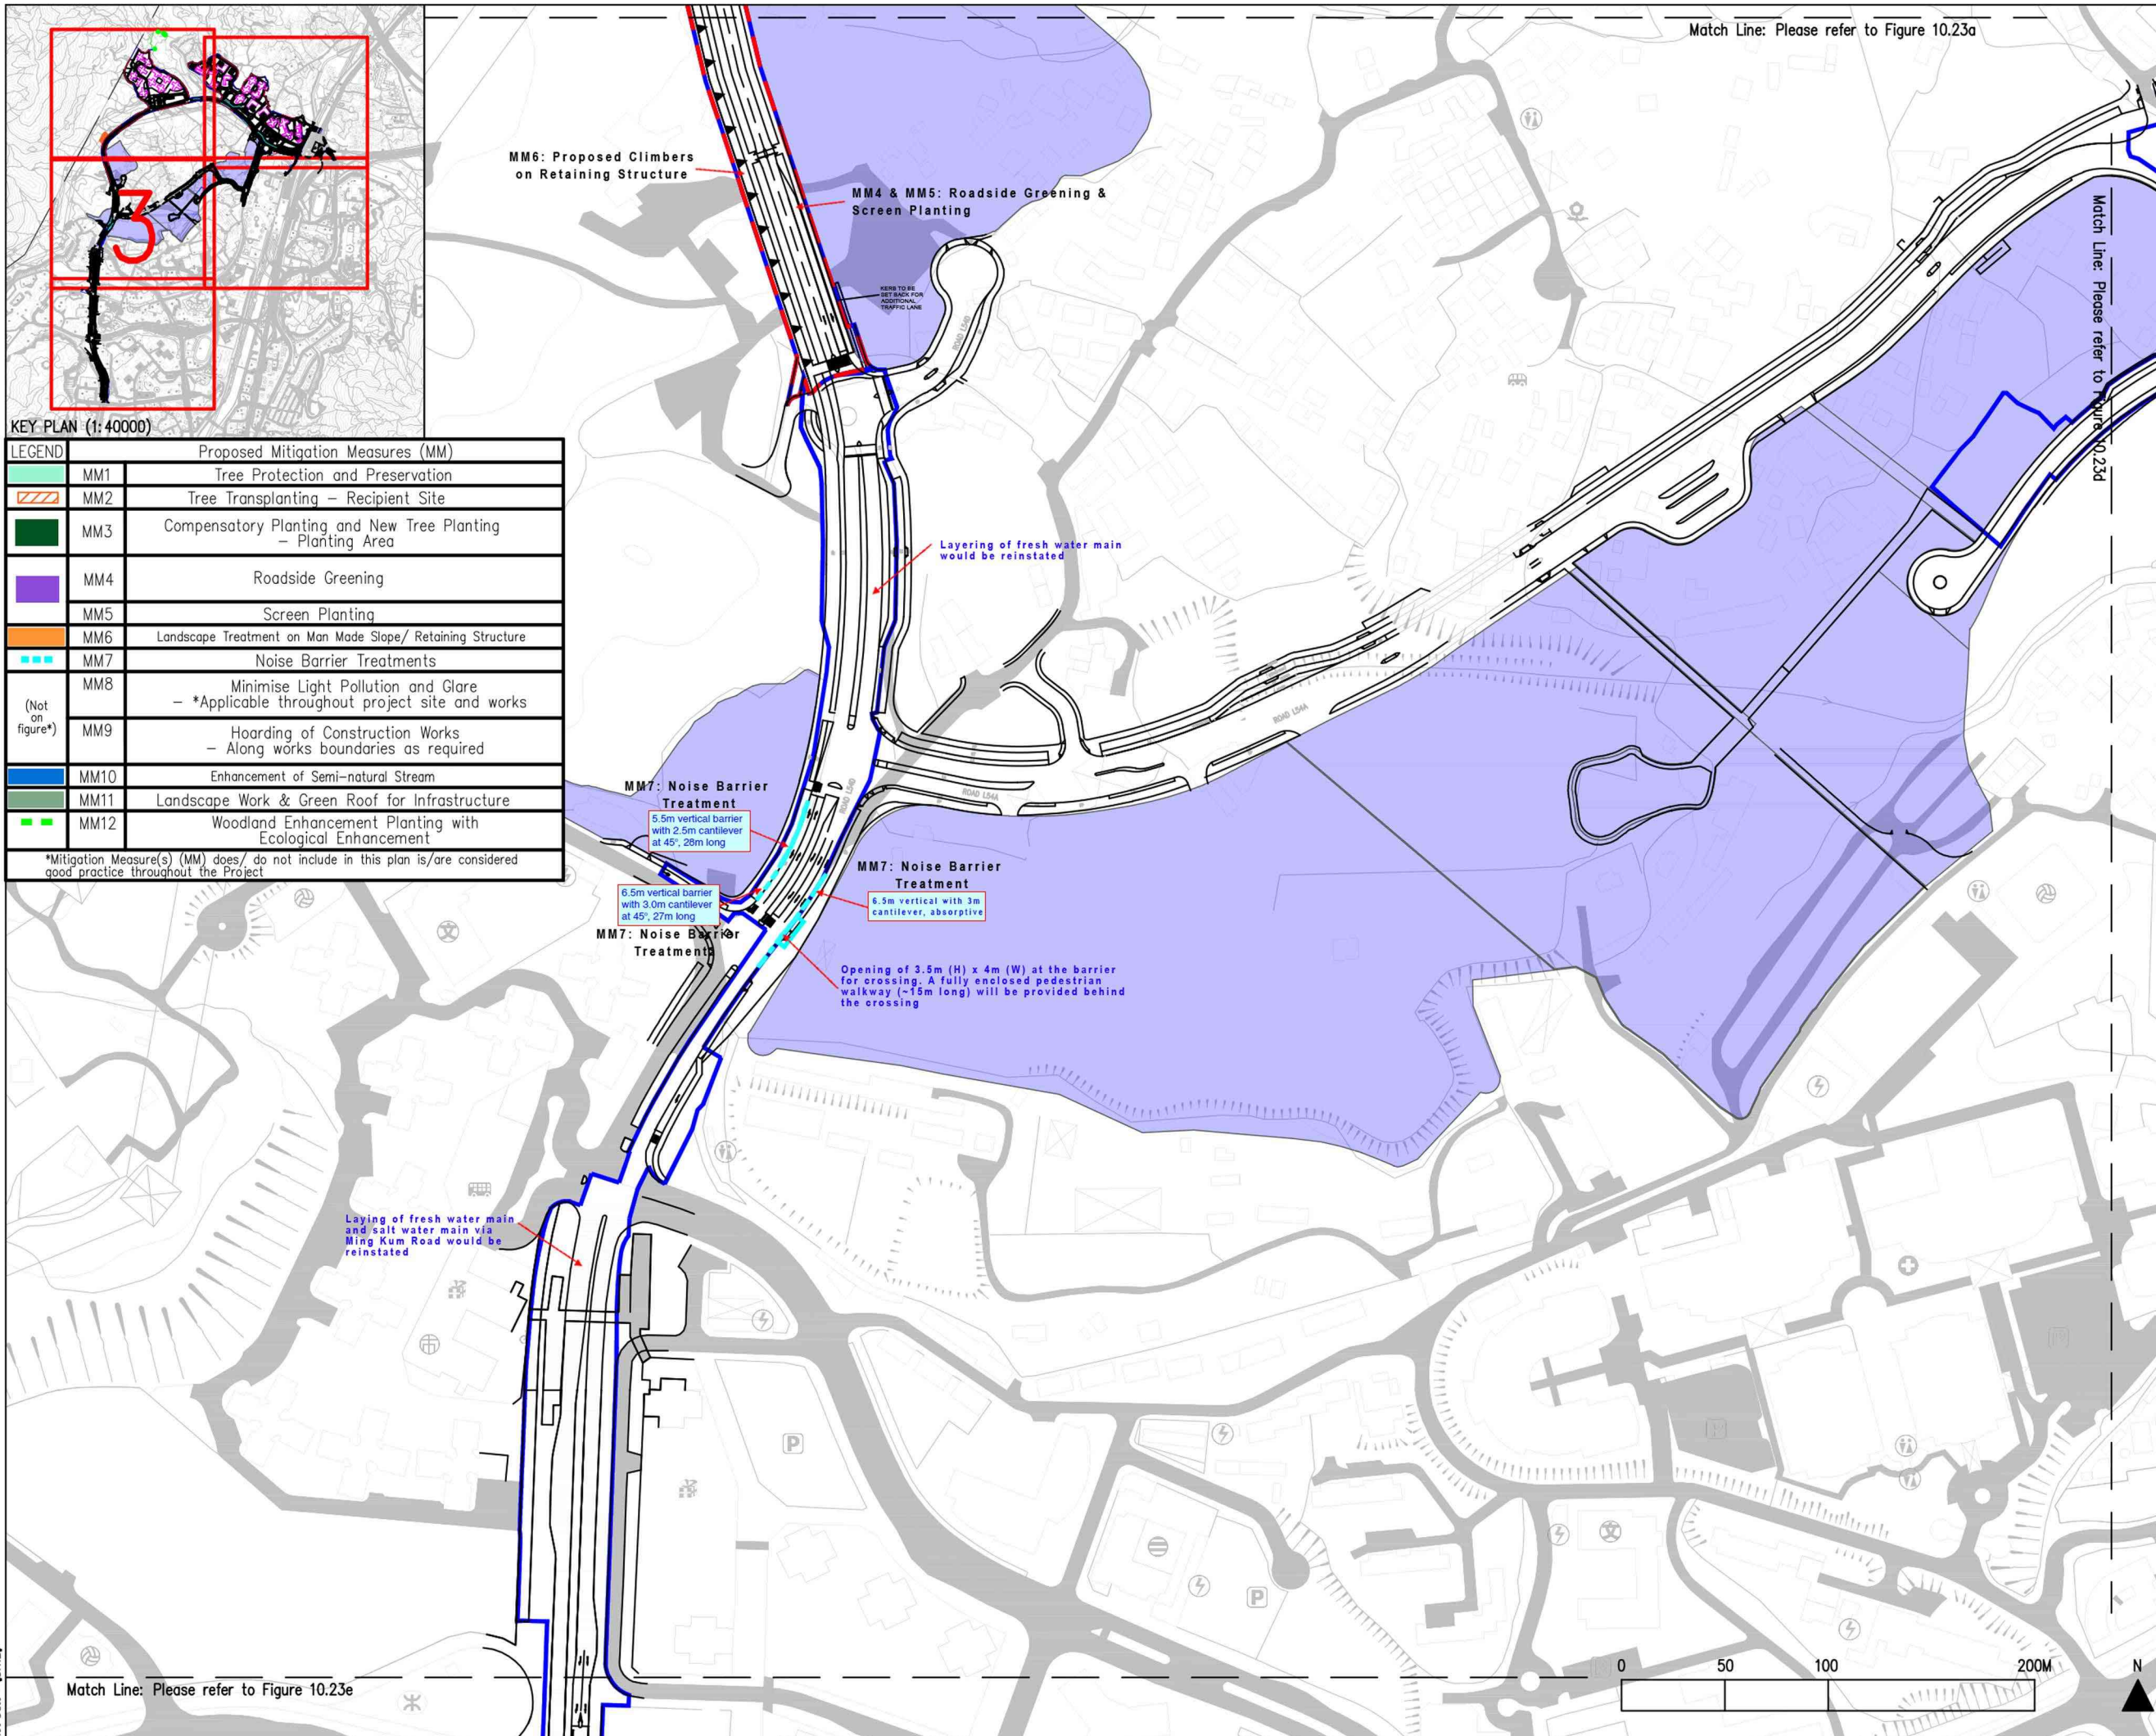 Match Line: Please refer to Figure 10.23a
3
KEY PLAN (1:40000)
LEGEND Proposed Mitigation Measures (MM)
MM1 Tree Protection and Preservation
MM2 Tree Transplanting – Recipient Site
MM3 Compensatory Planting and New Tree Planting
– Planting Area
MM4 Roadside Greening
MM5 Screen Planting
MM6 Landscape Treatment on Man Made Slope/ Retaining Structure
MM7 Noise Barrier Treatments
(Not
on
figure*)
MM8 Minimise Light Pollution and Glare
– *Applicable throughout project site and works
MM9 Hoarding of Construction Works
– Along works boundaries as required
MM10 Enhancement of Semi-natural Stream
MM11 Landscape Work & Green Roof for Infrastructure
MM12 Woodland Enhancement Planting with
Ecological Enhancement
*Mitigation Measure(s) (MM) does/ do not include in this plan is/are considered
good practice throughout the Project
MM6: Proposed Climbers
on Retaining Structure
MM4 & MM5: Roadside Greening &
Screen Planting
KERB TO BE
SET BACK FOR
ADDITIONAL
TRAFFIC LANE
ROAD L54D
Match Line: Please refer to Figure 10.23d
Layering of fresh water main
would be reinstated
ROAD L54A
ROAD L54A
ROAD L54D
MM7: Noise Barrier
Treatment
5.5m vertical barrier
with 2.5m cantilever
at 45°, 28m long
MM7: Noise Barrier
Treatment
6.5m vertical with 3m
cantilever, absorptive
6.5m vertical barrier
with 3.0m cantilever
at 45°, 27m long
MM7: Noise Barrier
Treatment
Opening of 3.5m (H) x 4m (W) at the barrier
for crossing. A fully enclosed pedestrian
walkway (~15m long) will be provided behind
the crossing
文
Laying of fresh water main
and salt water main via
Ming Kum Road would be
reinstated
P
P
文
0 50 100 200M
N
Match Line: Please refer to Figure 10.23e